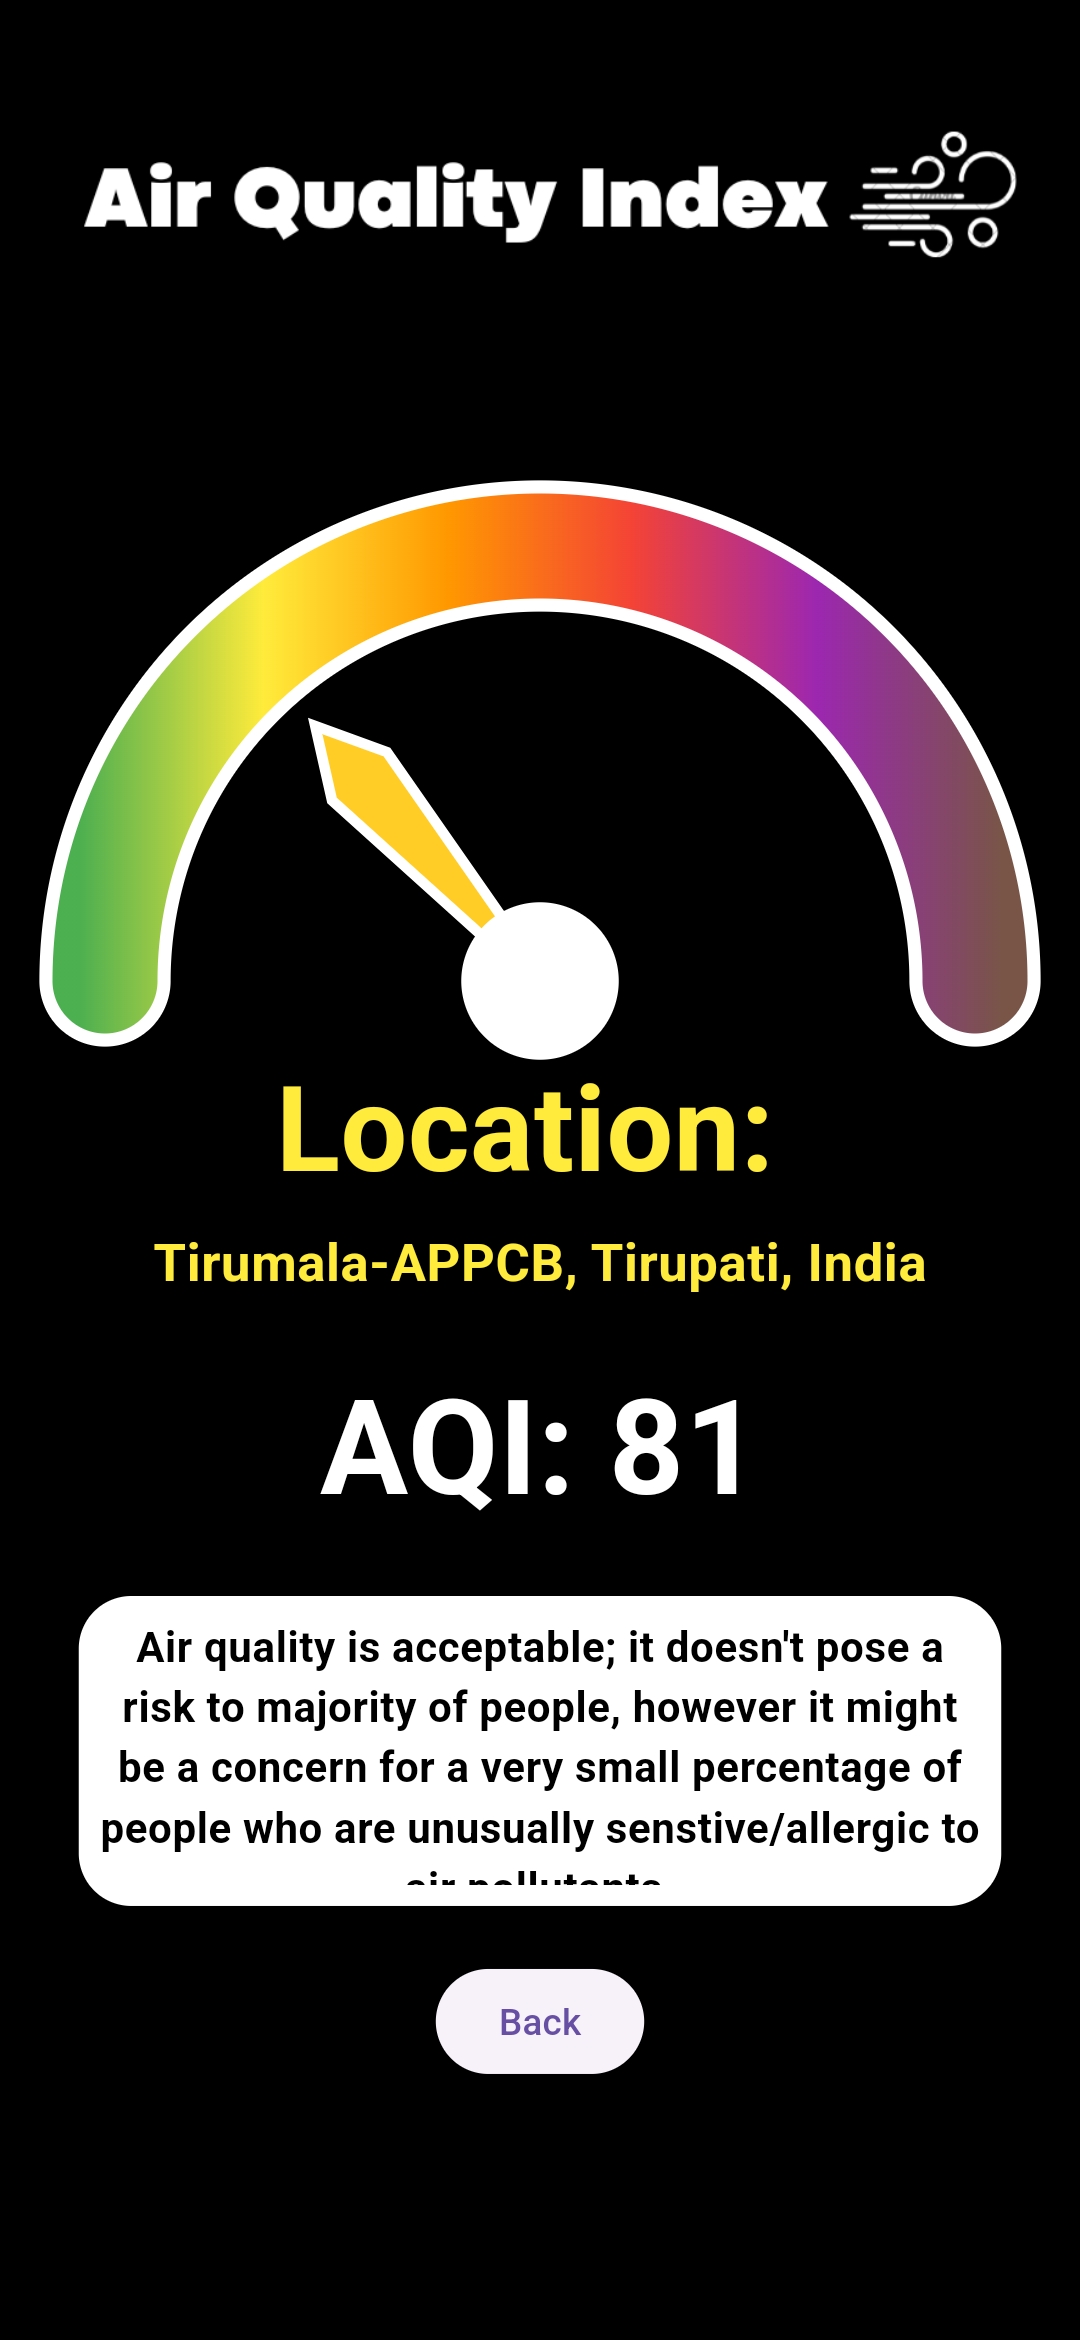 Air Quality Index
Location:
Tirumala-APPCB, Tirupati, India
AQI: 81
Air quality is acceptable; it doesn't pose a
risk to majority of people, however it might
be a concern for a very small percentage of
people who are unusually senstive/allergic to
air pollutants
Back